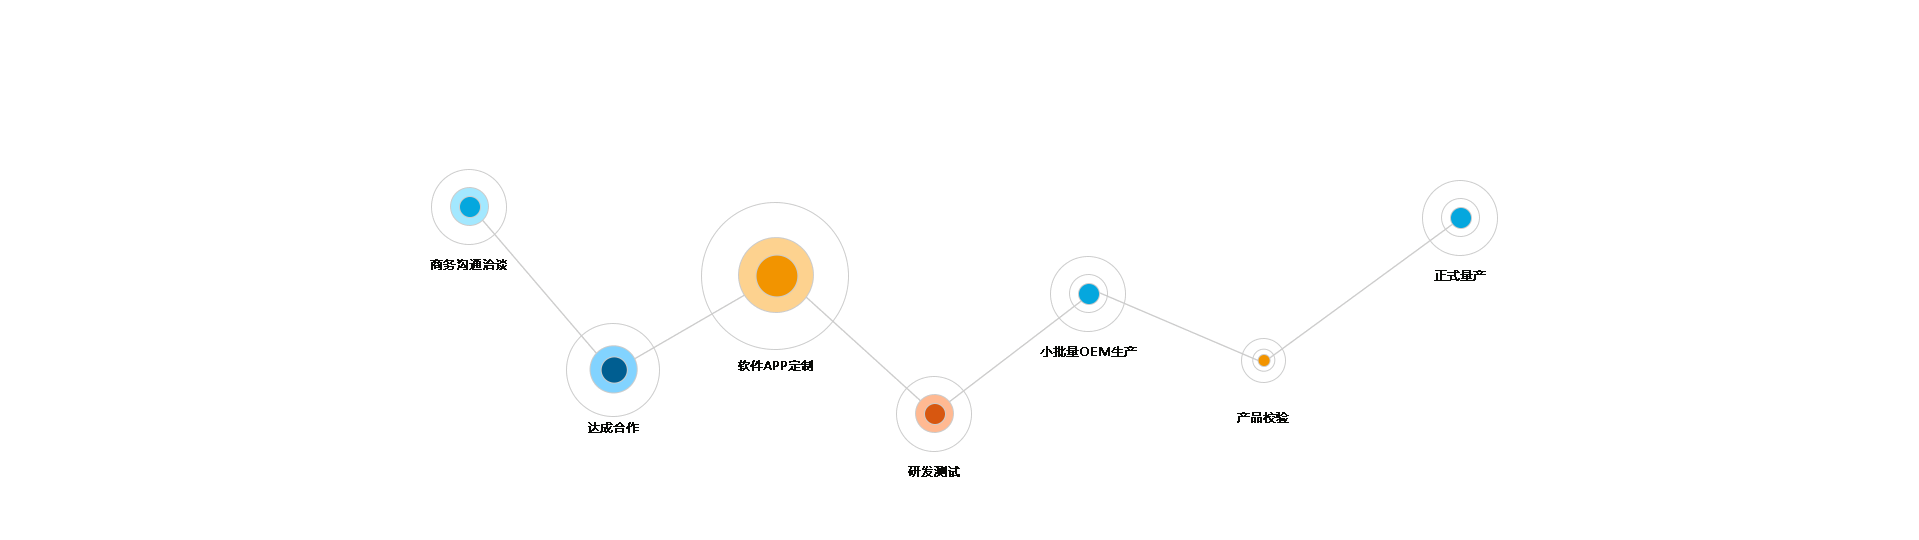 商务沟通洽谈
达成合作
软件APP定制
研发测试
小批量OEM生产
产品校验
正式量产